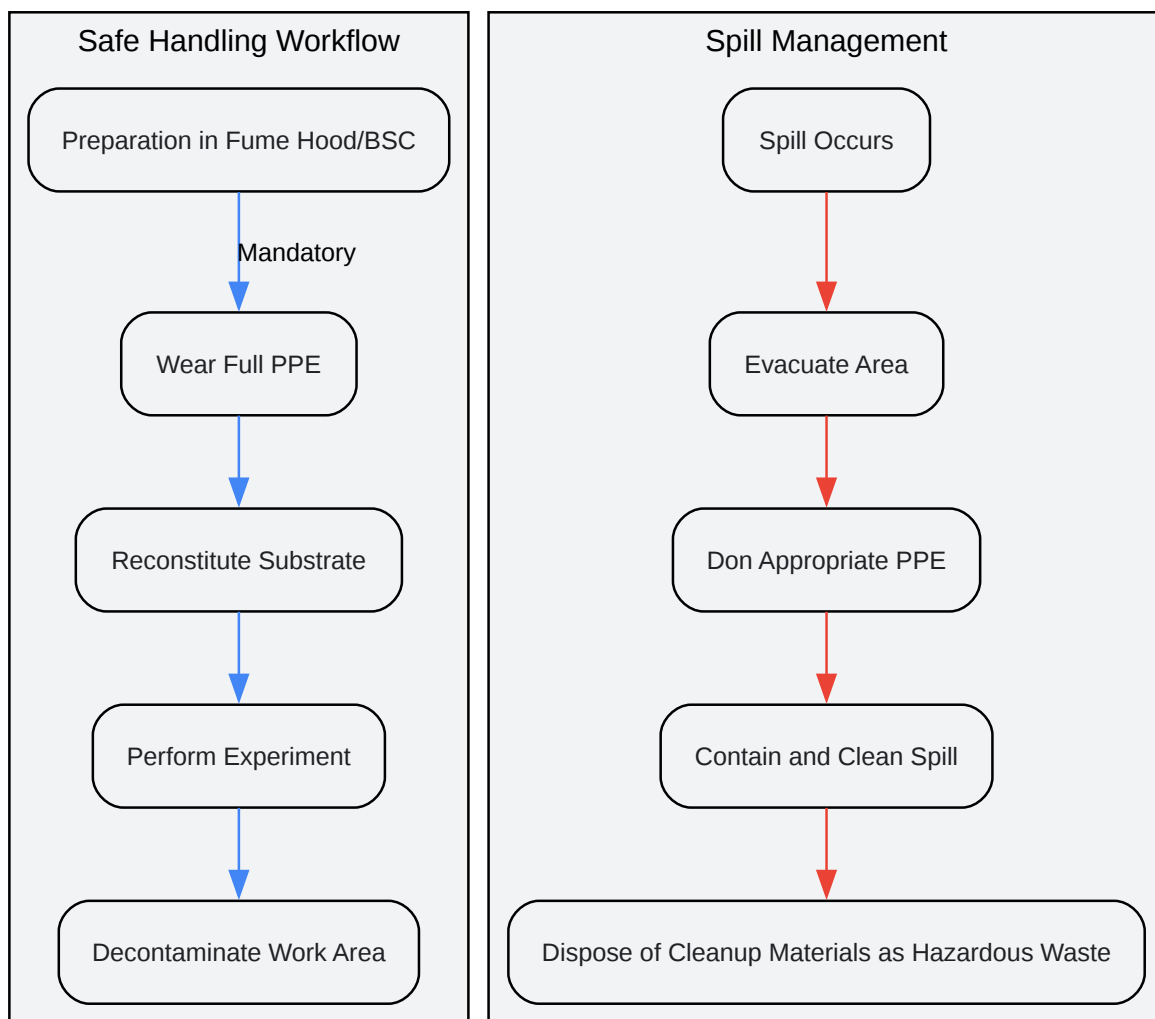 Safe Handling Workflow
Preparation in Fume Hood/BSC
Mandatory
Wear Full PPE
Reconstitute Substrate
Perform Experiment
Decontaminate Work Area
Spill Management
Spill Occurs
Evacuate Area
Don Appropriate PPE
Contain and Clean Spill
Dispose of Cleanup Materials as Hazardous Waste